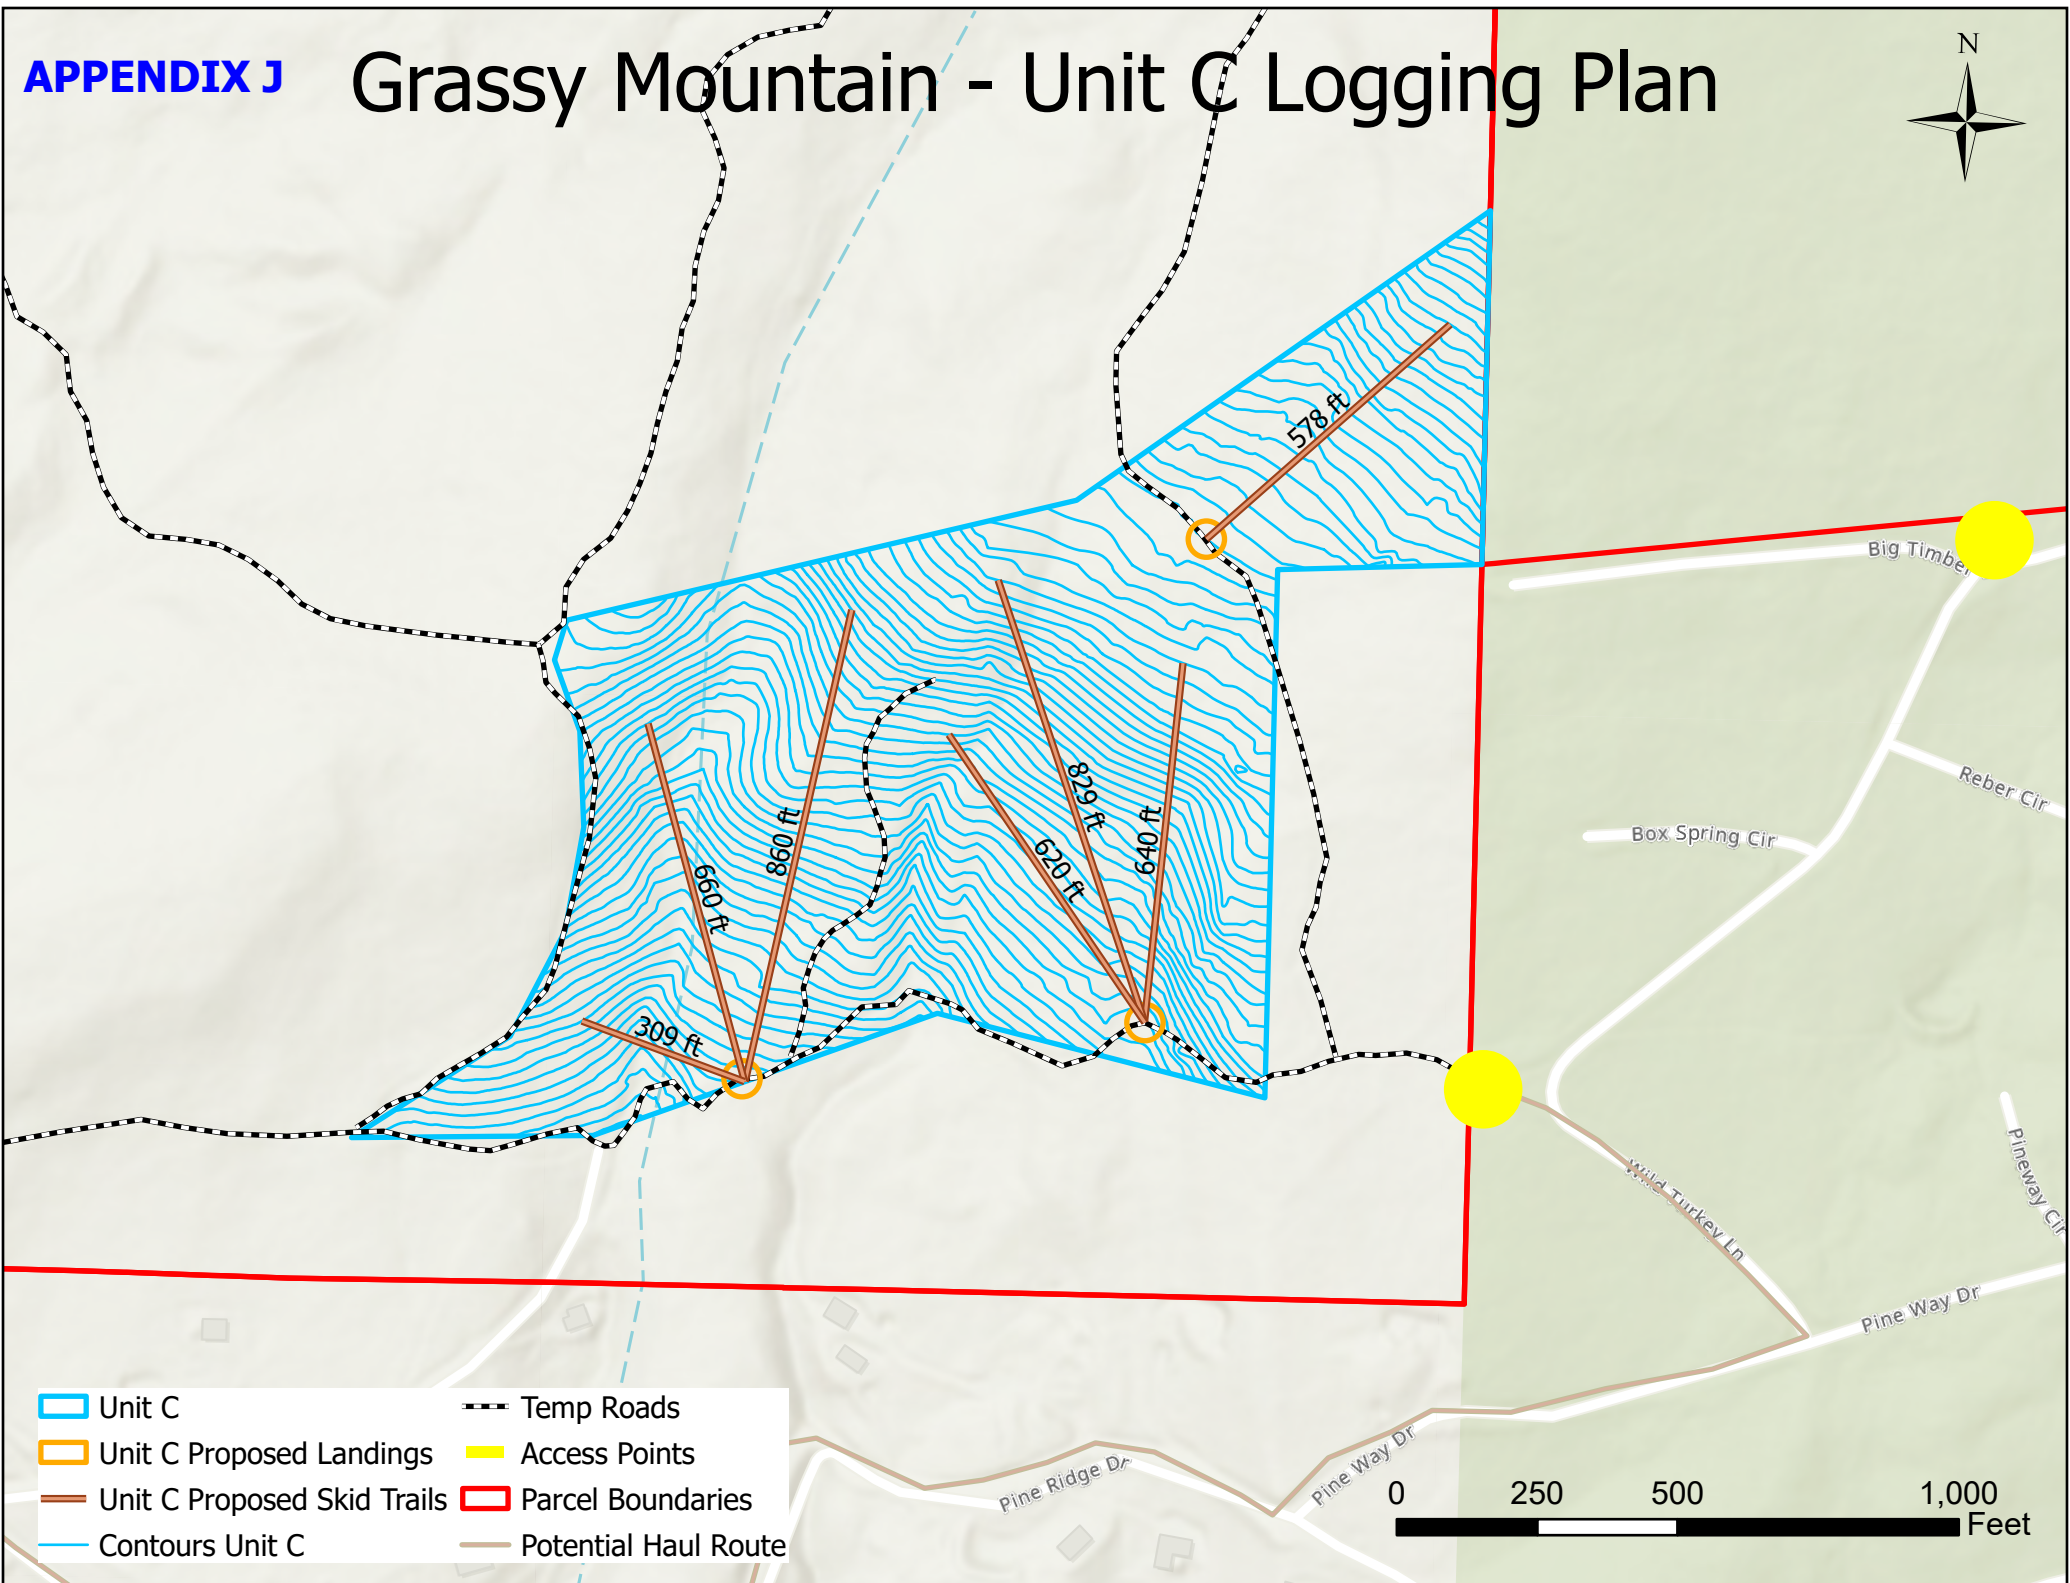 APPENDIX J
Grassy Mountain - Unit C Logging Plan
N
578 ft
Big Timber
Reber Cir
829 ft
860 ft
640 ft
Box Spring Cir
620 ft
660 ft
309 ft
Wild Turkey Ln
Pineway Cir
Pine Way Dr
Pine Way Dr
Pine Ridge Dr
Unit C
Unit C Proposed Landings
Unit C Proposed Skid Trails
Contours Unit C
Temp Roads
Access Points
Parcel Boundaries
Potential Haul Route
0 250 500 1,000
Feet